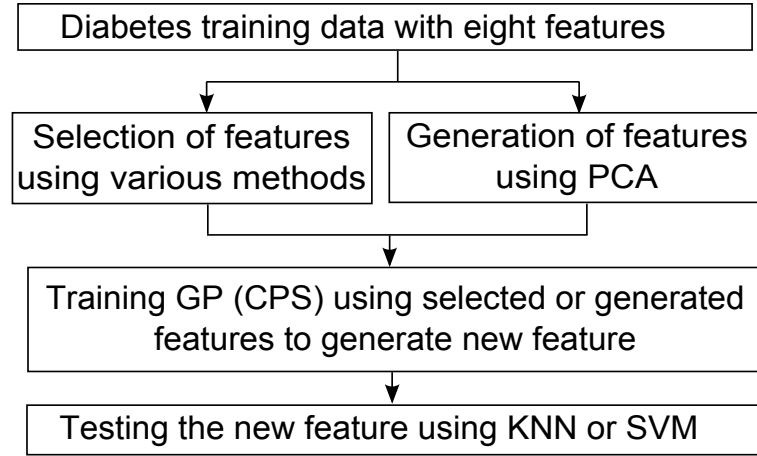 Diabetes training data with eight features
Selection of features
using various methods
Generation of features
using PCA
Training GP (CPS) using selected or generated
features to generate new feature
Testing the new feature using KNN or SVM